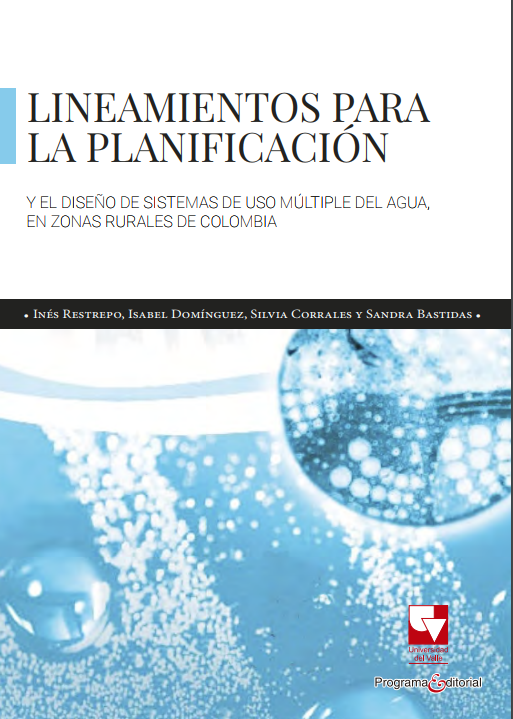 LINEAMIENTOS PARA
LA PLANIFICACIÓN
Y EL DISEÑO DE SISTEMAS DE USO MÚLTIPLE DEL AGUA,
EN ZONAS RURALES DE COLOMBIA
• Inés Restrepo, Isabel Domínguez, Silvia Corrales y Sandra Bastidas •
Universidad
del Valle
Programa Editorial